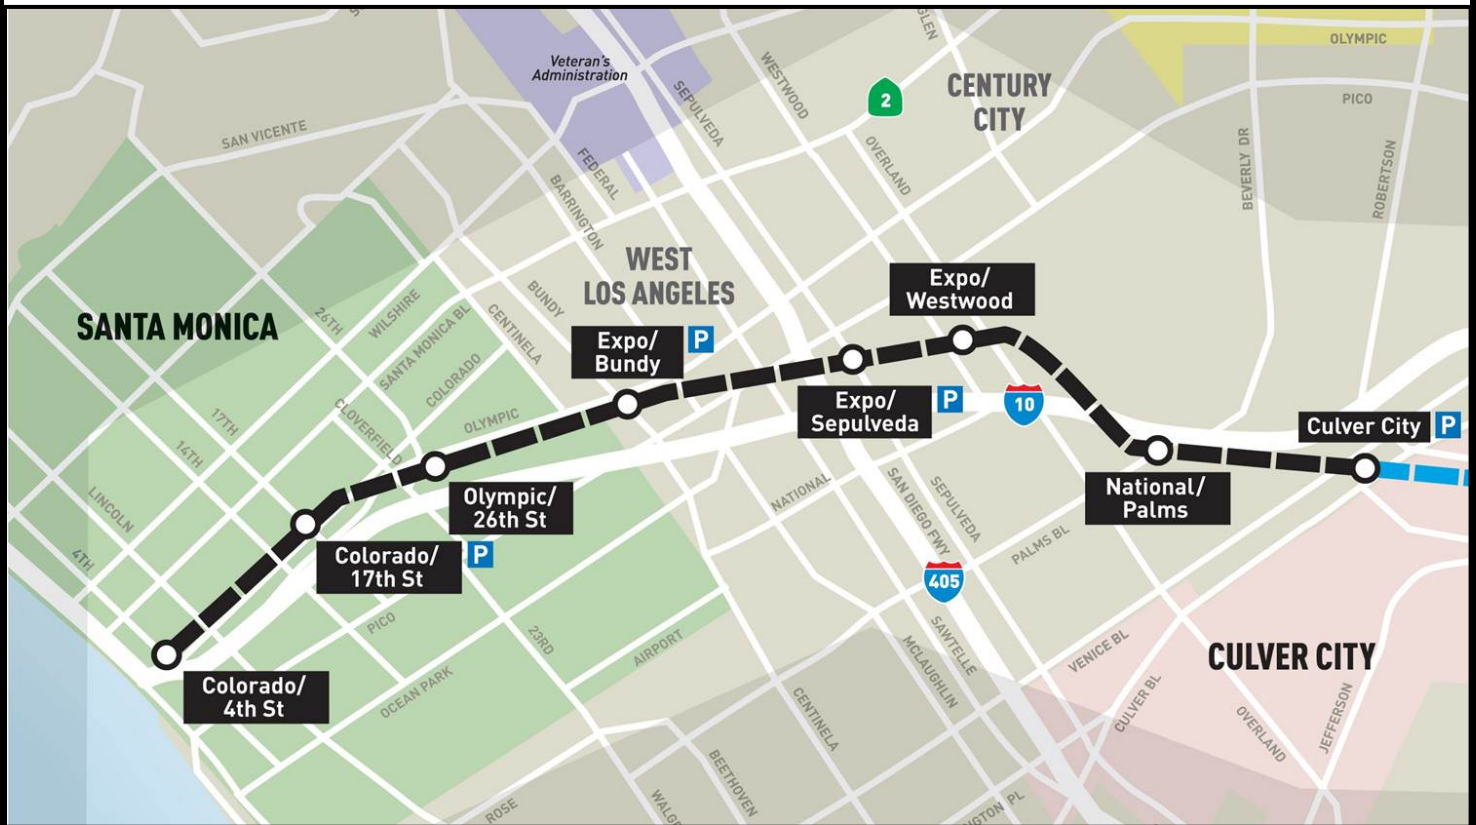 Veteran's
Administration
SEPULVEDA
WESTWOOD
GLEN
2
CENTURY
CITY
OLYMPIC
PICO
SAN VICENTE
FEDERAL
BARRINGTON
OVERLAND
BEVERLY DR
ROBERTSON
WEST
LOS ANGELES
SANTA MONICA
26TH
WILSHIRE
SANTA MONICA BL
COLORADO
BUNDY
CENTINELA
Expo/
Bundy
P
Expo/
Westwood
Expo/
Sepulveda
P
10
Culver City
P
17TH
14TH
LINCOLN
4TH
CLOVERFIELD
OLYMPIC
Olympic/
26th St
Colorado/
17th St
P
National/
Palms
NATIONAL
SAN DIEGO FWY
SEPULVEDA
PALMS BL
405
Colorado/
4th St
PICO
OCEAN PARK
23RD
AIRPORT
SAWTELLE
MCLAUGHLIN
VENICE BL
CULVER CITY
CULVER BL
OVERLAND
JEFFERSON
CENTINELA
BEETHOVEN
ROSE